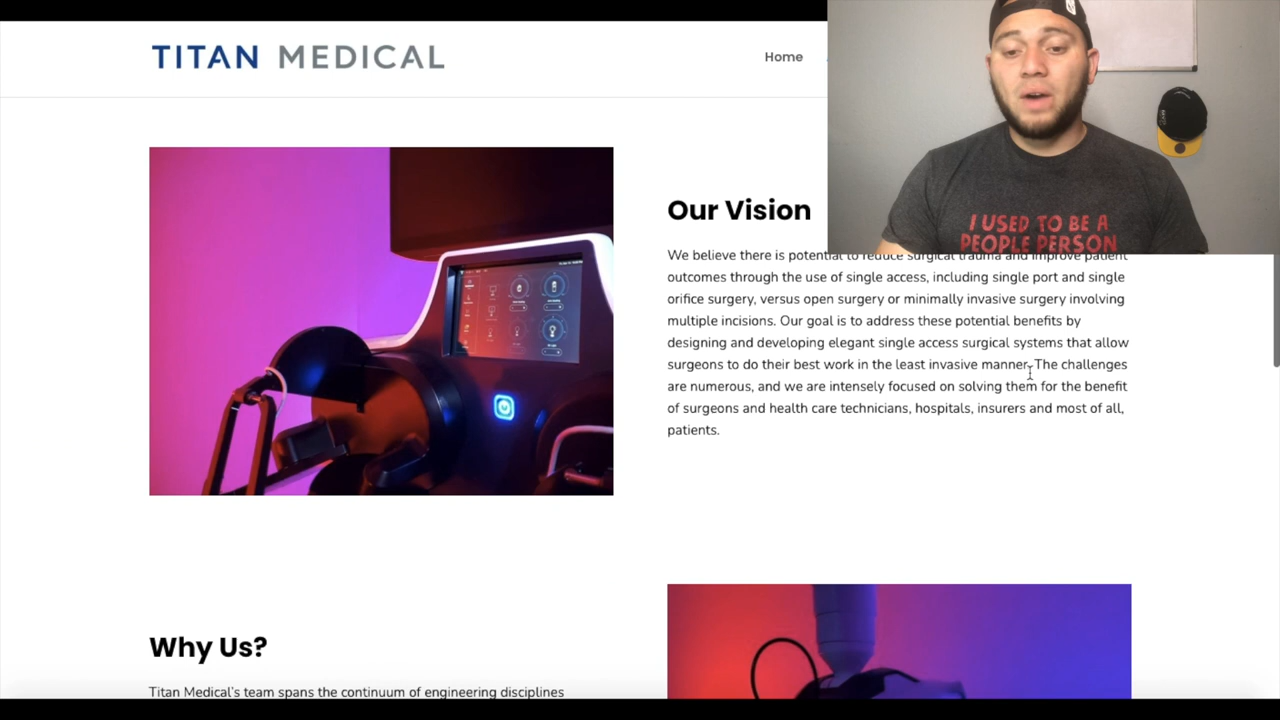 TITAN MEDICAL
Home
I USED TO BE A
PEOPLE PERSON
Our Vision
We believe there is potential to reduce surgical trauma and improve patient
outcomes through the use of single access, including single port and single
orifice surgery, versus open surgery or minimally invasive surgery involving
multiple incisions. Our goal is to address these potential benefits by
designing and developing elegant single access surgical systems that allow
surgeons to do their best work in the least invasive manner. The challenges
are numerous, and we are intensely focused on solving them for the benefit
of surgeons and health care technicians, hospitals, insurers and most of all,
patients.
Why Us?
Titan Medical's team spans the continuum of engineering disciplines